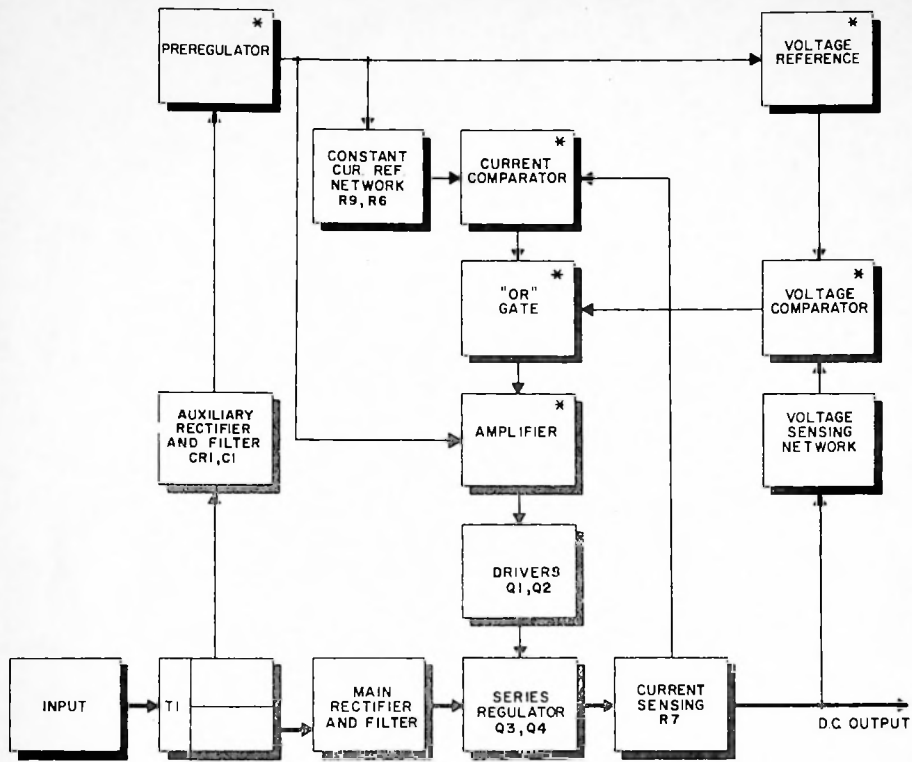 *
PREREGULATOR
*
VOLTAGE
REFERENCE
CONSTANT
CUR. REF.
NETWORK
R9, R6
*
CURRENT
COMPARATOR
*
"OR"
GATE
*
VOLTAGE
COMPARATOR
AUXILIARY
RECTIFIER
AND FILTER
CR1, C1
*
AMPLIFIER
VOLTAGE
SENSING
NETWORK
DRIVERS
Q1, Q2
INPUT
T1
MAIN
RECTIFIER
AND FILTER
SERIES
REGULATOR
Q3, Q4
CURRENT
SENSING
R7
D.C. OUTPUT